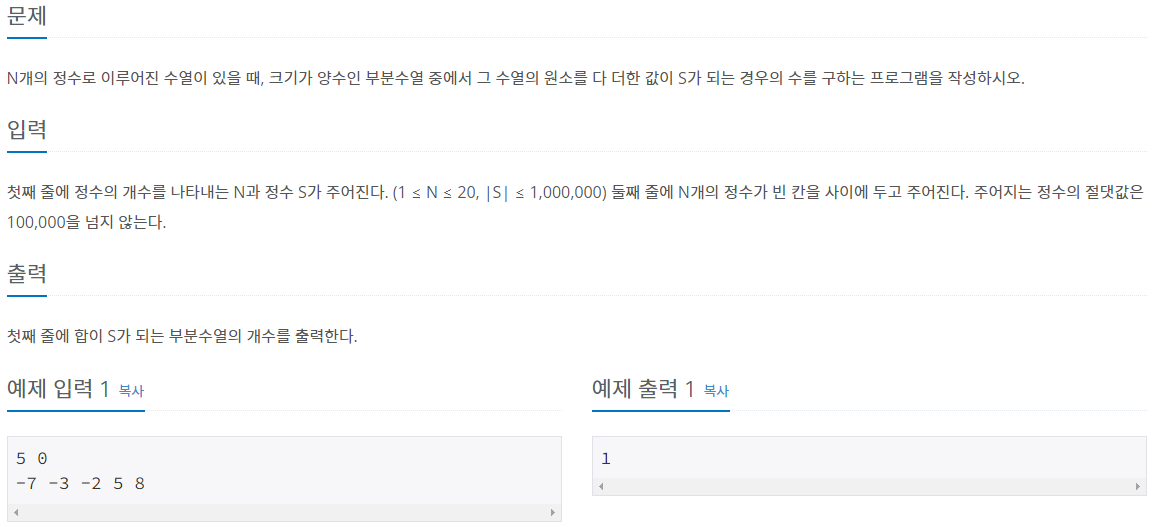 문제
N개의 정수로 이루어진 수열이 있을 때, 크기가 양수인 부분수열 중에서 그 수열의 원소를 다 더한 값이 S가 되는 경우의 수를 구하는 프로그램을 작성하시오.
입력
첫째 줄에 정수의 개수를 나타내는 N과 정수 S가 주어진다. (1 ≤ N ≤ 20, |S| ≤ 1,000,000) 둘째 줄에 N개의 정수가 빈 칸을 사이에 두고 주어진다. 주어지는 정수의 절댓값은
100,000을 넘지 않는다.
출력
첫째 줄에 합이 S가 되는 부분수열의 개수를 출력한다.
예제 입력 1 복사
5 0
-7 -3 -2 5 8
예제 출력 1 복사
1